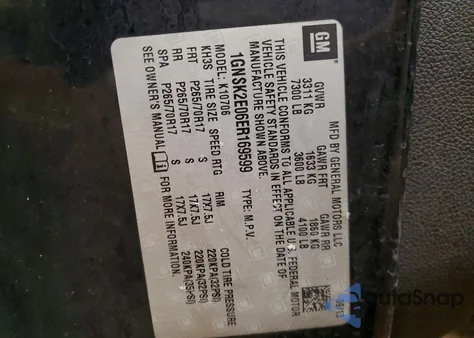 GM
MFD BY GENERAL MOTORS LLC
GVWR GAWR FRT GAWR RR
3311 KG 1633 KG 1860 KG
7300 LB 3600 LB 4100 LB
THIS VEHICLE CONFORMS TO ALL APPLICABLE U.S. FEDERAL MOTOR
VEHICLE SAFETY STANDARDS IN EFFECT ON THE DATE OF
MANUFACTURE SHOWN ABOVE.
1GNSK2E06ER169599 TYPE: M.P.V.
MODEL: K10706
KH3S TIRE SIZE SPEED RTG RIM COLD TIRE PRESSURE
FRT P265/70R17 S 17X7.5J 220KPA(32PSI)
RR P265/70R17 S 17X7.5J 220KPA(32PSI)
SPA P265/70R17 S 17X7.5J 240KPA(35PSI)
SEE OWNER'S MANUAL FOR MORE INFORMATION.